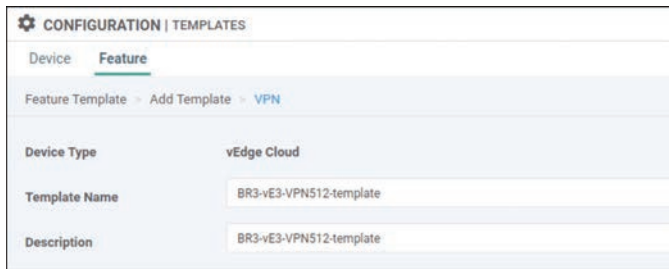 CONFIGURATION | TEMPLATES
Device Feature
Feature Template > Add Template > VPN
Device Type vEdge Cloud
Template Name BR3-vE3-VPN512-template
Description BR3-vE3-VPN512-template